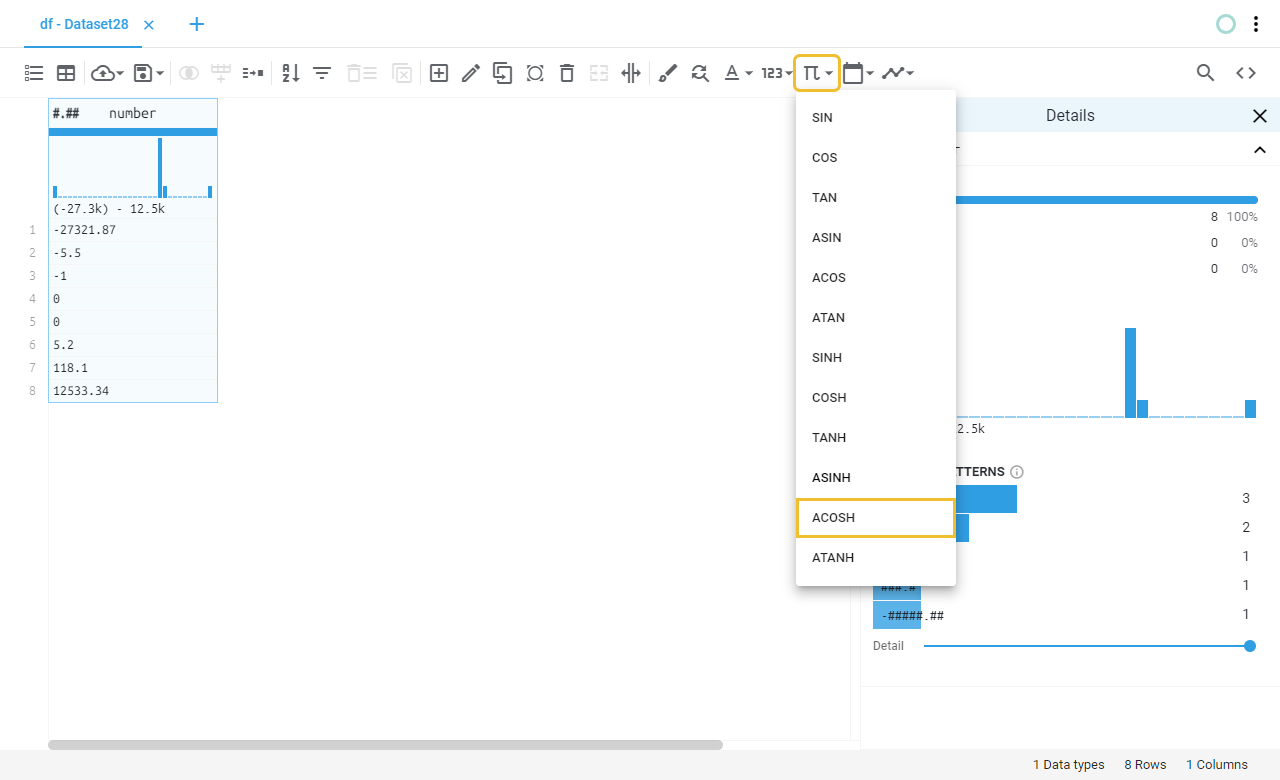 df - Dataset28
123
#.## number
(-27.3k) - 12.5k
1 -27321.87
2 -5.5
3 -1
4 0
5 0
6 5.2
7 118.1
8 12533.34
SIN
COS
TAN
ASIN
ACOS
ATAN
SINH
COSH
TANH
ASINH
ACOSH
ATANH
Details
8 100%
0 0%
0 0%
2.5k
TTERNS
3
2
1
###.# 1
-#####.## 1
Detail
1 Data types 8 Rows 1 Columns